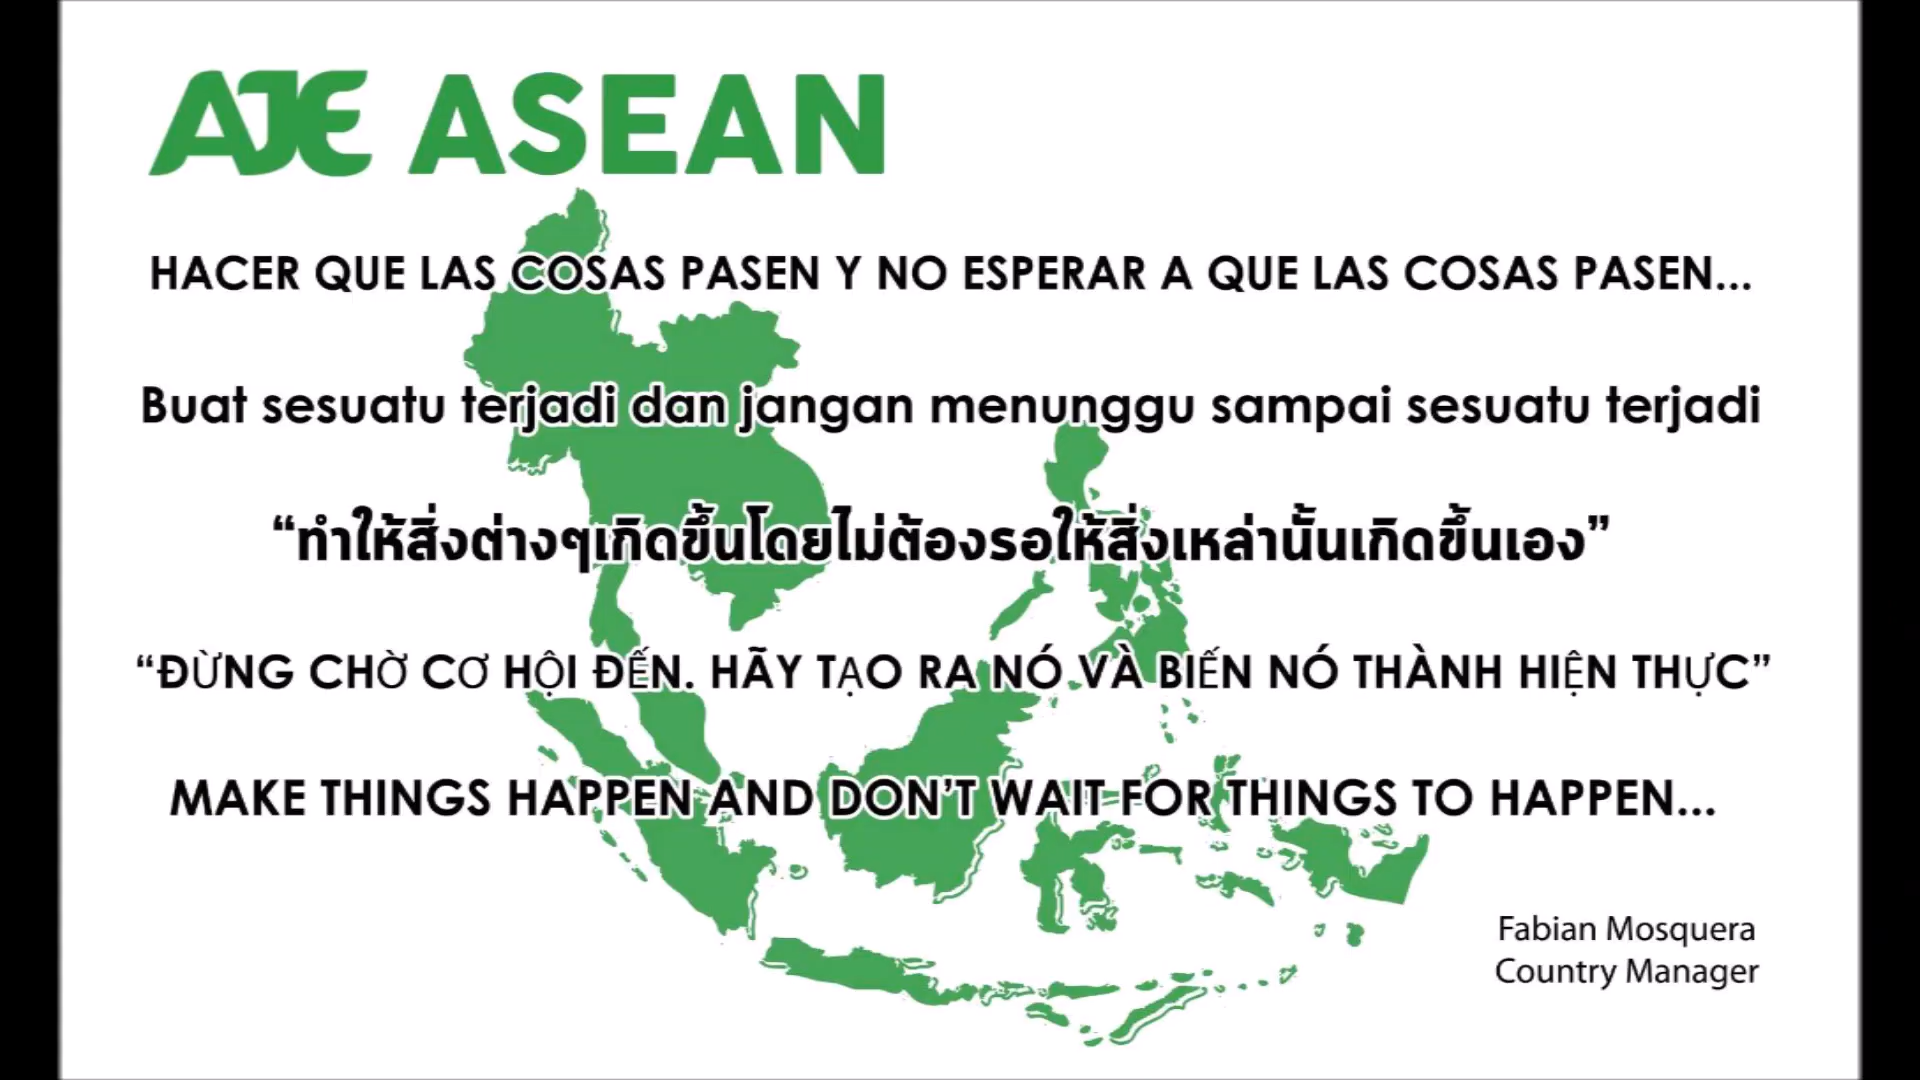 AJE ASEAN
HACER QUE LAS COSAS PASEN Y NO ESPERAR A QUE LAS COSAS PASEN...
Buat sesuatu terjadi dan jangan menunggu sampai sesuatu terjadi
“ทำให้สิ่งต่างๆเกิดขึ้นโดยไม่ต้องรอให้สิ่งเหล่านั้นเกิดขึ้นเอง”
“ĐỪNG CHỜ CƠ HỘI ĐẾN. HÃY TẠO RA NÓ VÀ BIẾN NÓ THÀNH HIỆN THỰC”
MAKE THINGS HAPPEN AND DON’T WAIT FOR THINGS TO HAPPEN...
Fabian Mosquera
Country Manager